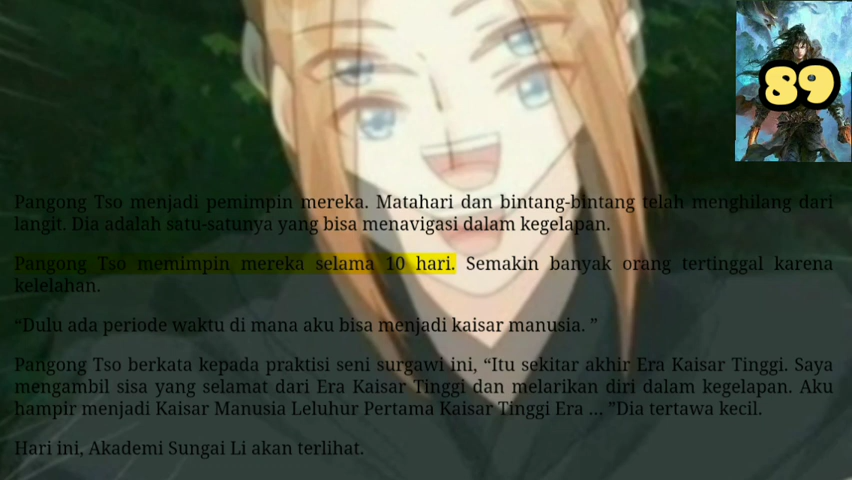 89
Pangong Tso menjadi pemimpin mereka. Matahari dan bintang-bintang telah menghilang dari
langit. Dia adalah satu-satunya yang bisa menavigasi dalam kegelapan.
Pangong Tso memimpin mereka selama 10 hari. Semakin banyak orang tertinggal karena
kelelahan.
“Dulu ada periode waktu di mana aku bisa menjadi kaisar manusia. ”
Pangong Tso berkata kepada praktisi seni surgawi ini, “Itu sekitar akhir Era Kaisar Tinggi. Saya
mengambil sisa yang selamat dari Era Kaisar Tinggi dan melarikan diri dalam kegelapan. Aku
hampir menjadi Kaisar Manusia Leluhur Pertama Kaisar Tinggi Era ... ”Dia tertawa kecil.
Hari ini, Akademi Sungai Li akan terlihat.